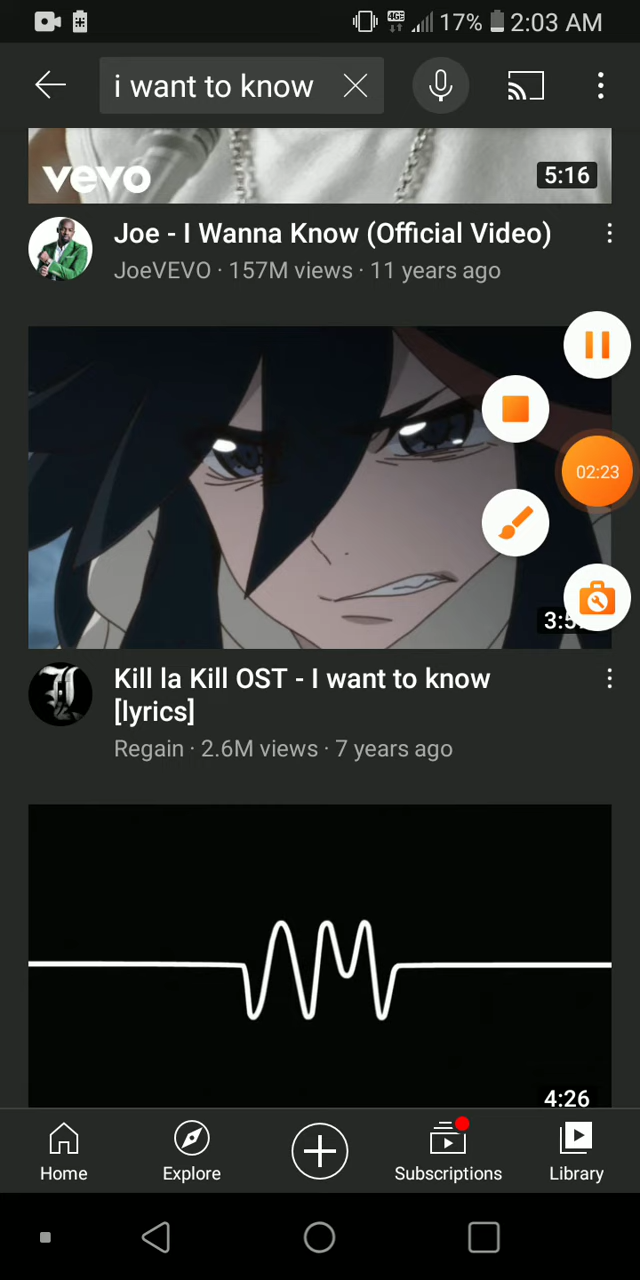 4GE 17% 2:03 AM
i want to know
vevo
5:16
Joe - I Wanna Know (Official Video)
JoeVEVO · 157M views · 11 years ago
02:23
Kill la Kill OST - I want to know
[lyrics]
Regain · 2.6M views · 7 years ago
4:26
Home Explore Subscriptions Library